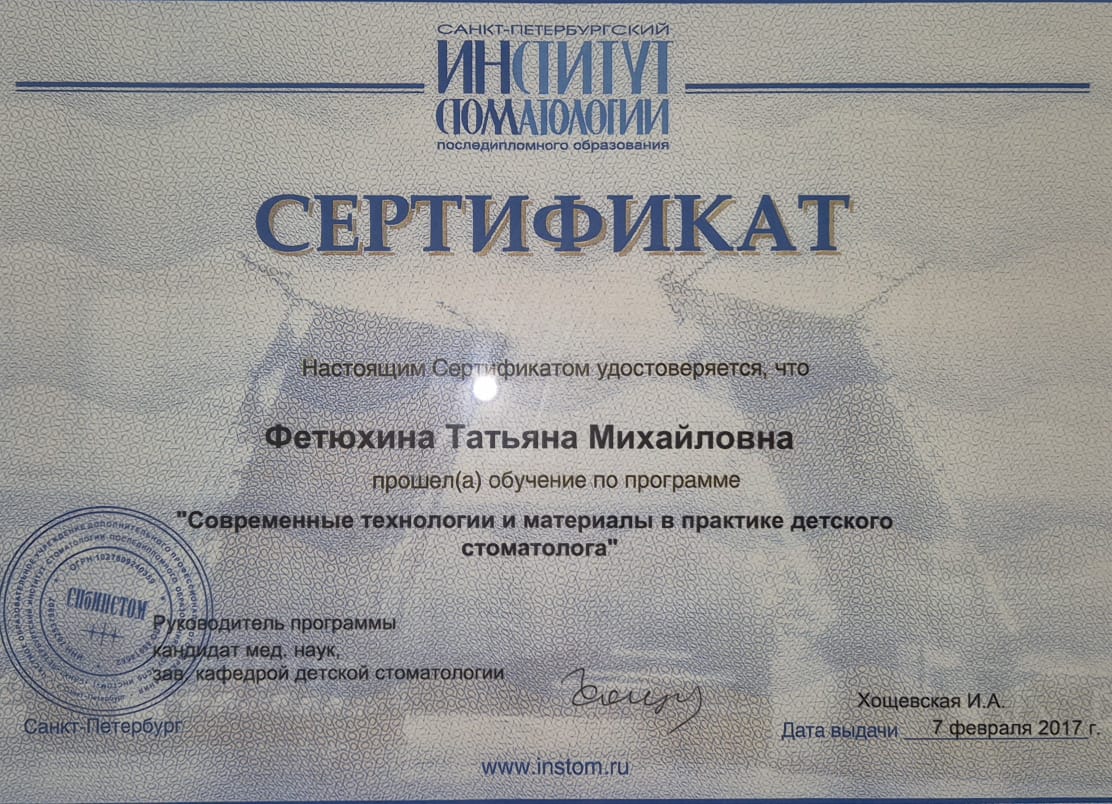 САНКТ-ПЕТЕРБУРГСКИЙ
ИНСТИТУТ
СТОМАТОЛОГИИ
последипломного образования
СЕРТИФИКАТ
Настоящим Сертификатом удостоверяется, что
Фетюхина Татьяна Михайловна
прошел(а) обучение по программе
"Современные технологии и материалы в практике детского
стоматолога"
СПбИНСТОМ
Руководитель программы
кандидат мед. наук,
зав. кафедрой детской стоматологии
Хощевская И.А.
Санкт-Петербург
Дата выдачи 7 февраля 2017 г.
www.instom.ru